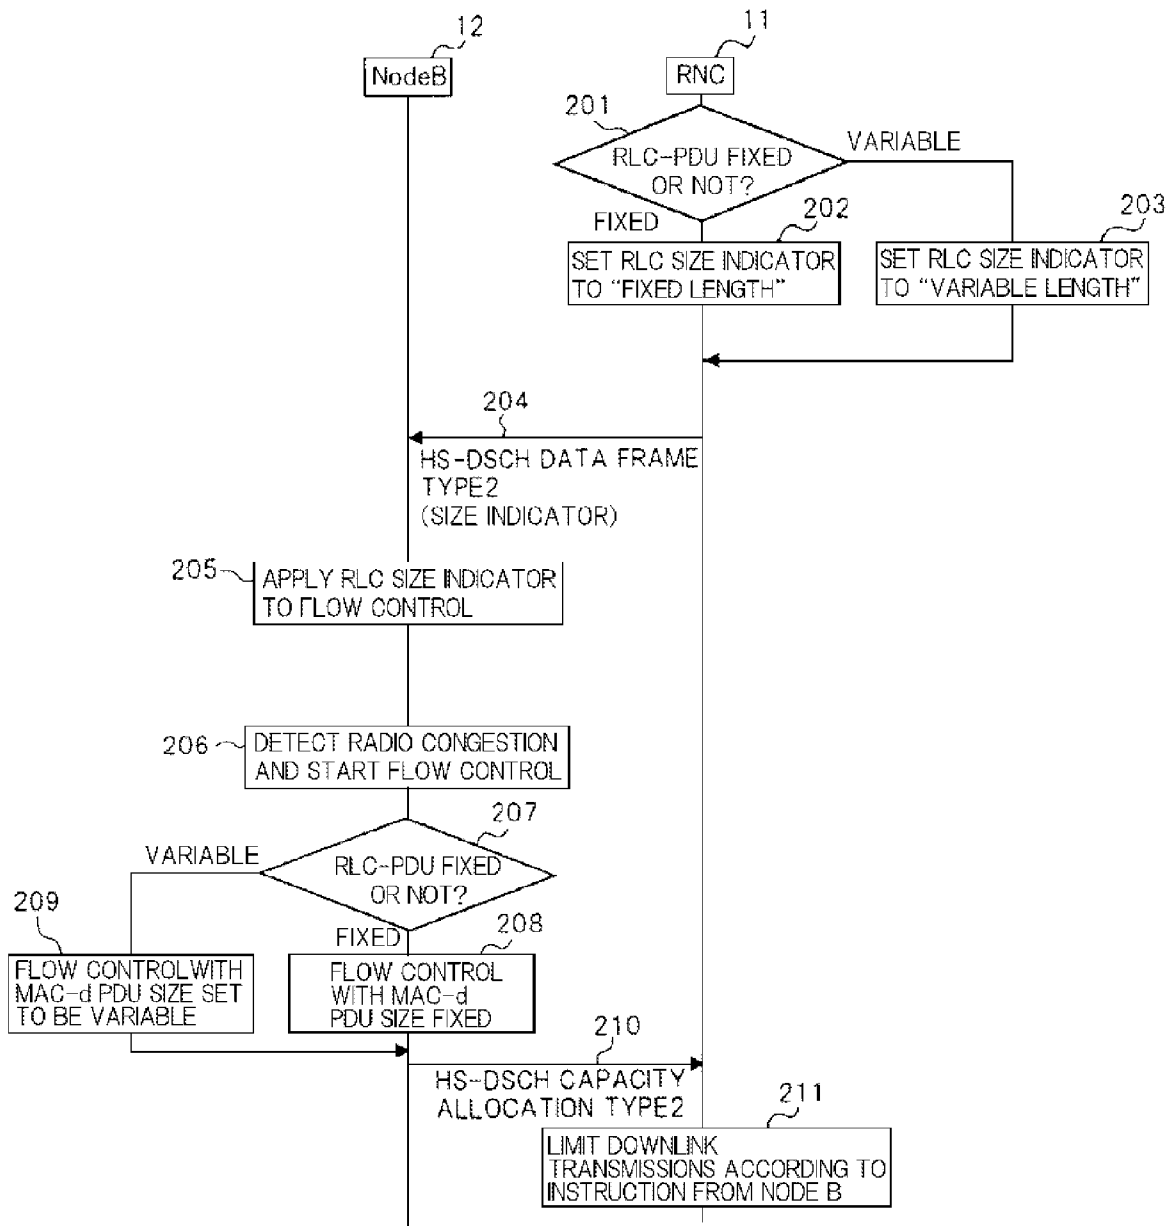 12
11
NodeB
RNC
201
RLC-PDU FIXED
OR NOT?
VARIABLE
FIXED
202
203
SET RLC SIZE INDICATOR
TO "FIXED LENGTH"
SET RLC SIZE INDICATOR
TO "VARIABLE LENGTH"
204
HS-DSCH DATA FRAME
TYPE2
(SIZE INDICATOR)
205
APPLY RLC SIZE INDICATOR
TO FLOW CONTROL
206
DETECT RADIO CONGESTION
AND START FLOW CONTROL
207
VARIABLE
RLC-PDU FIXED
OR NOT?
209
FIXED
208
FLOW CONTROL WITH
MAC-d PDU SIZE SET
TO BE VARIABLE
FLOW CONTROL
WITH MAC-d
PDU SIZE FIXED
210
HS-DSCH CAPACITY
ALLOCATION TYPE2
211
LIMIT DOWNLINK
TRANSMISSIONS ACCORDING TO
INSTRUCTION FROM NODE B